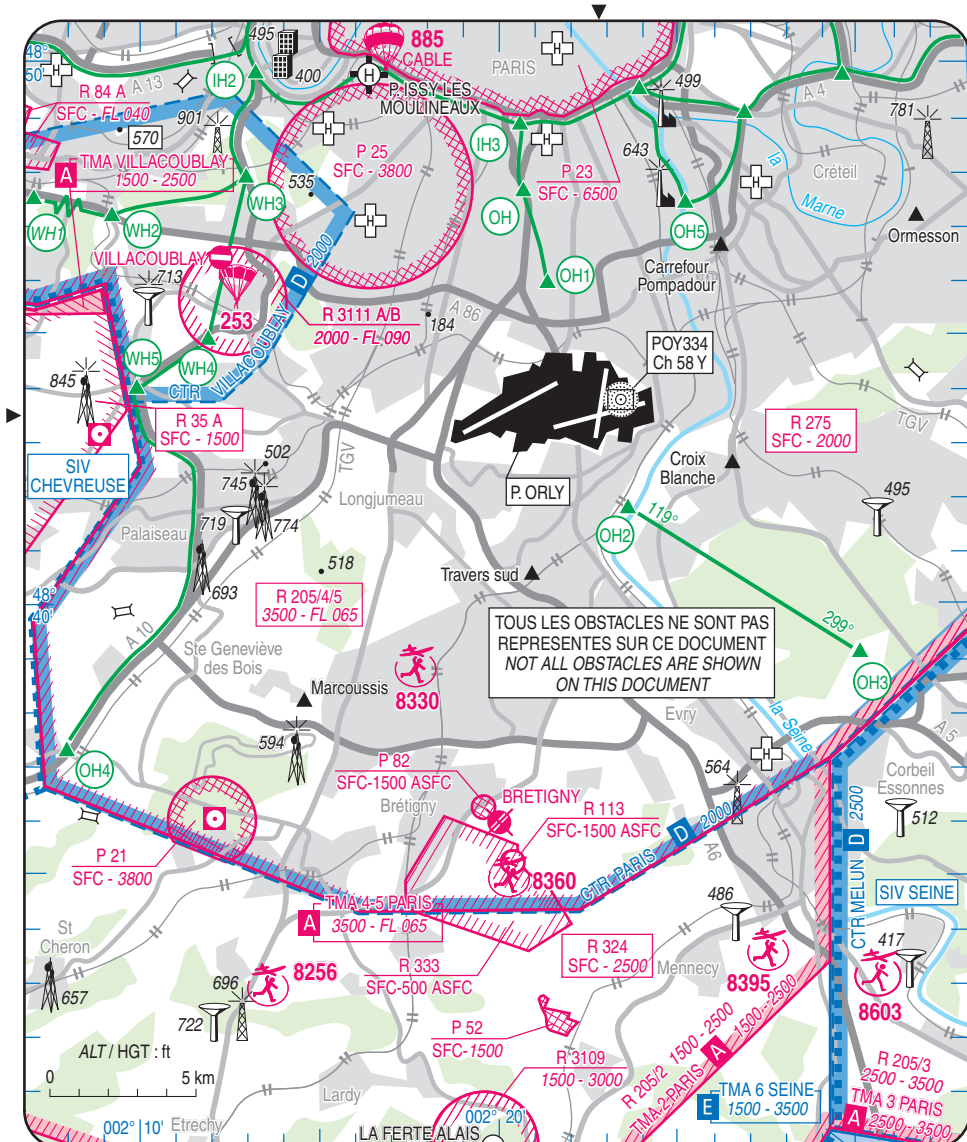 495
885
CABLE
PARIS
48°
50'
A 13
IH2
400
P. ISSY LES
MOULINEAUX
499
A 4
R 84 A
SFC - FL 040
901
781
570
IH3
la
Marne
P 25
SFC - 3800
643
P 23
SFC - 6500
Créteil
A
TMA VILLACOUBLAY
1500 - 2500
535
WH1
WH2
WH3
OH
OH5
Ormesson
VILLACOUBLAY
713
D 2000
OH1
Carrefour
Pompadour
253
R 3111 A/B
2000 - FL 090
A 86
184
POY334
Ch 58 Y
WH5
WH4
845
CTR VILLACOUBLAY
R 35 A
SFC - 1500
R 275
SFC - 2000
TGV
TGV
SIV
CHEVREUSE
502
745
Croix
Blanche
P. ORLY
Longjumeau
495
719
774
Palaiseau
OH2
119°
518
693
Travers sud
48°
40'
R 205/4/5
3500 - FL 065
TOUS LES OBSTACLES NE SONT PAS
REPRESENTES SUR CE DOCUMENT
NOT ALL OBSTACLES ARE SHOWN
ON THIS DOCUMENT
299°
A 10
Ste Geneviève
des Bois
OH3
8330
Marcoussis
Evry
la Seine
594
A 5
OH4
P 82
SFC-1500 ASFC
564
Corbeil
Essonnes
Brétigny
BRETIGNY
R 113
SFC-1500 ASFC
512
P 21
SFC - 3800
8360
CTR PARIS D 2000
A6
CTR MELUN D 2500
SIV SEINE
A
TMA 4-5 PARIS
3500 - FL 065
486
St
Cheron
R 324
SFC - 2500
417
Mennecy
R 333
SFC-500 ASFC
8256
8395
657
696
8603
722
P 52
SFC-1500
ALT / HGT : ft
R 3109
1500 - 3000
R 205/2 1500 - 2500
TMA 2 PARIS A 1500 - 2500
R 205/3
2500 - 3500
0 5 km
Lardy
E
TMA 6 SEINE
1500 - 3500
TMA 3 PARIS
A 2500 - 3500
002° 10'
Etrechy
002° 20'
LA FERTE ALAIS